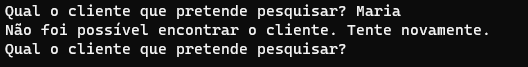 Qual o cliente que pretende pesquisar? Maria
Não foi possível encontrar o cliente. Tente novamente.
Qual o cliente que pretende pesquisar?